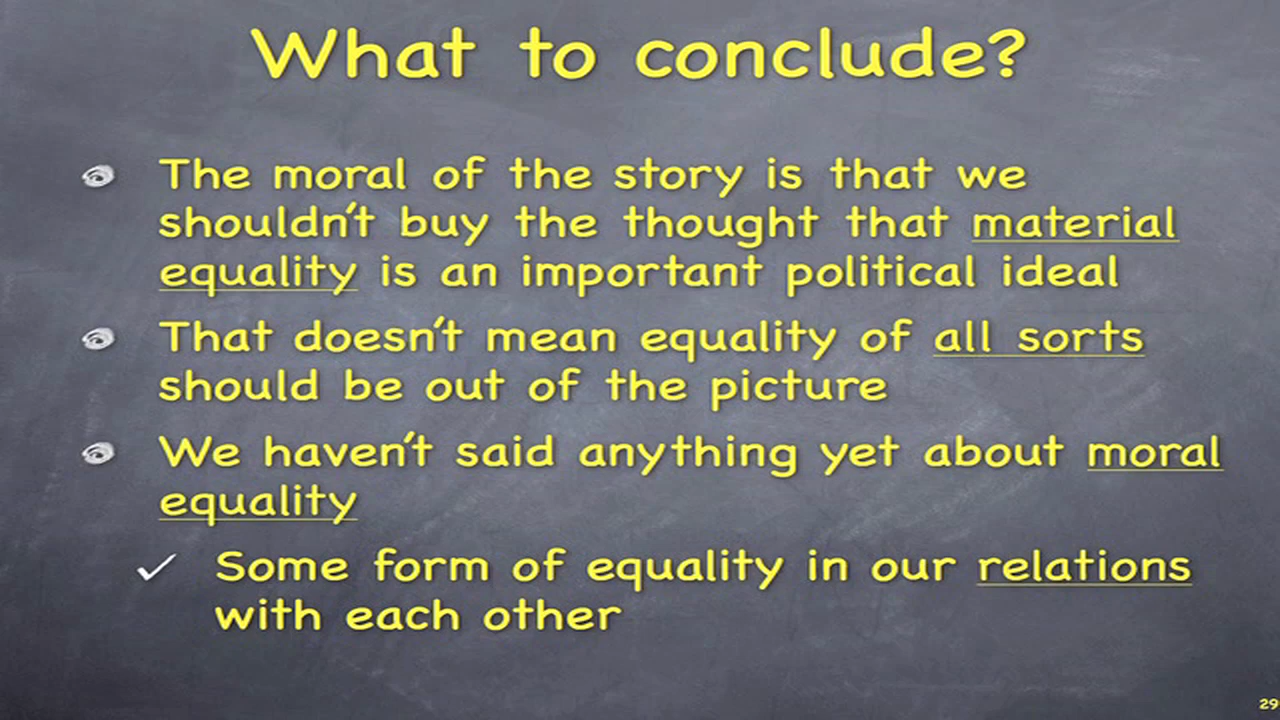 What to conclude?
The moral of the story is that we
shouldn't buy the thought that material
equality is an important political ideal
That doesn't mean equality of all sorts
should be out of the picture
We haven't said anything yet about moral
equality
Some form of equality in our relations
with each other
29